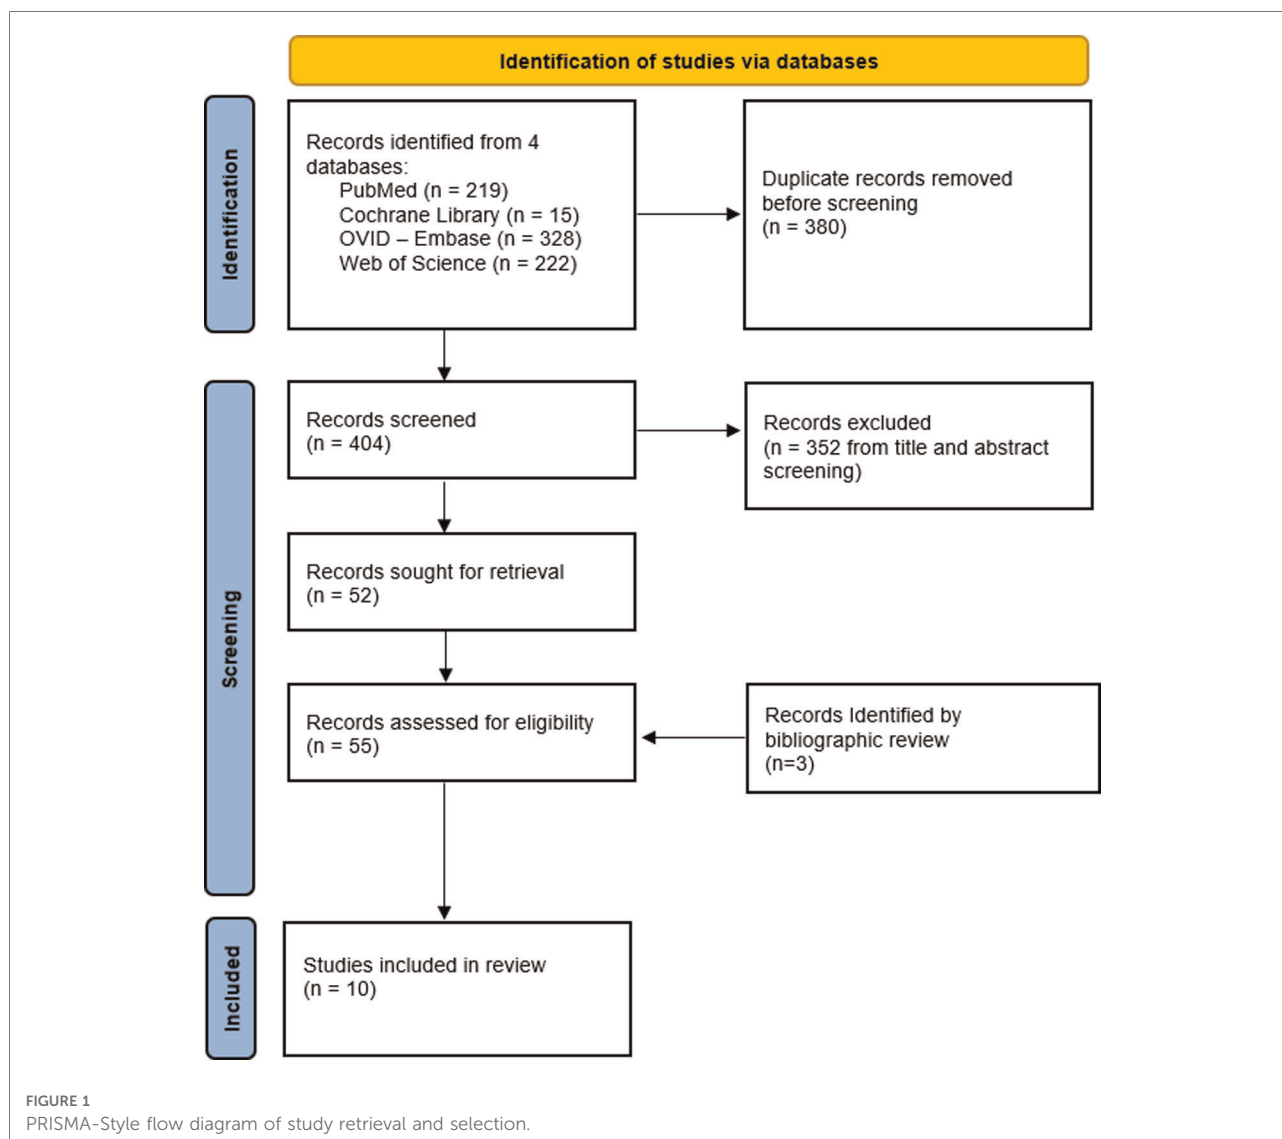 Identification of studies via databases
Identification
Records identified from 4
databases:
PubMed (n = 219)
Cochrane Library (n = 15)
OVID – Embase (n = 328)
Web of Science (n = 222)
Duplicate records removed
before screening
(n = 380)
Screening
Records screened
(n = 404)
Records excluded
(n = 352 from title and abstract
screening)
Records sought for retrieval
(n = 52)
Records assessed for eligibility
(n = 55)
Records Identified by
bibliographic review
(n=3)
Included
Studies included in review
(n = 10)
FIGURE 1
PRISMA-Style flow diagram of study retrieval and selection.